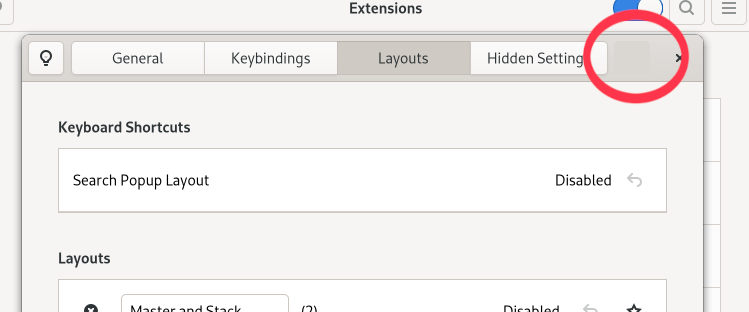 Extensions
General
Keybindings
Layouts
Hidden Setting
Keyboard Shortcuts
Search Popup Layout
Disabled
Layouts
Master and Stack
(2)
Disabled